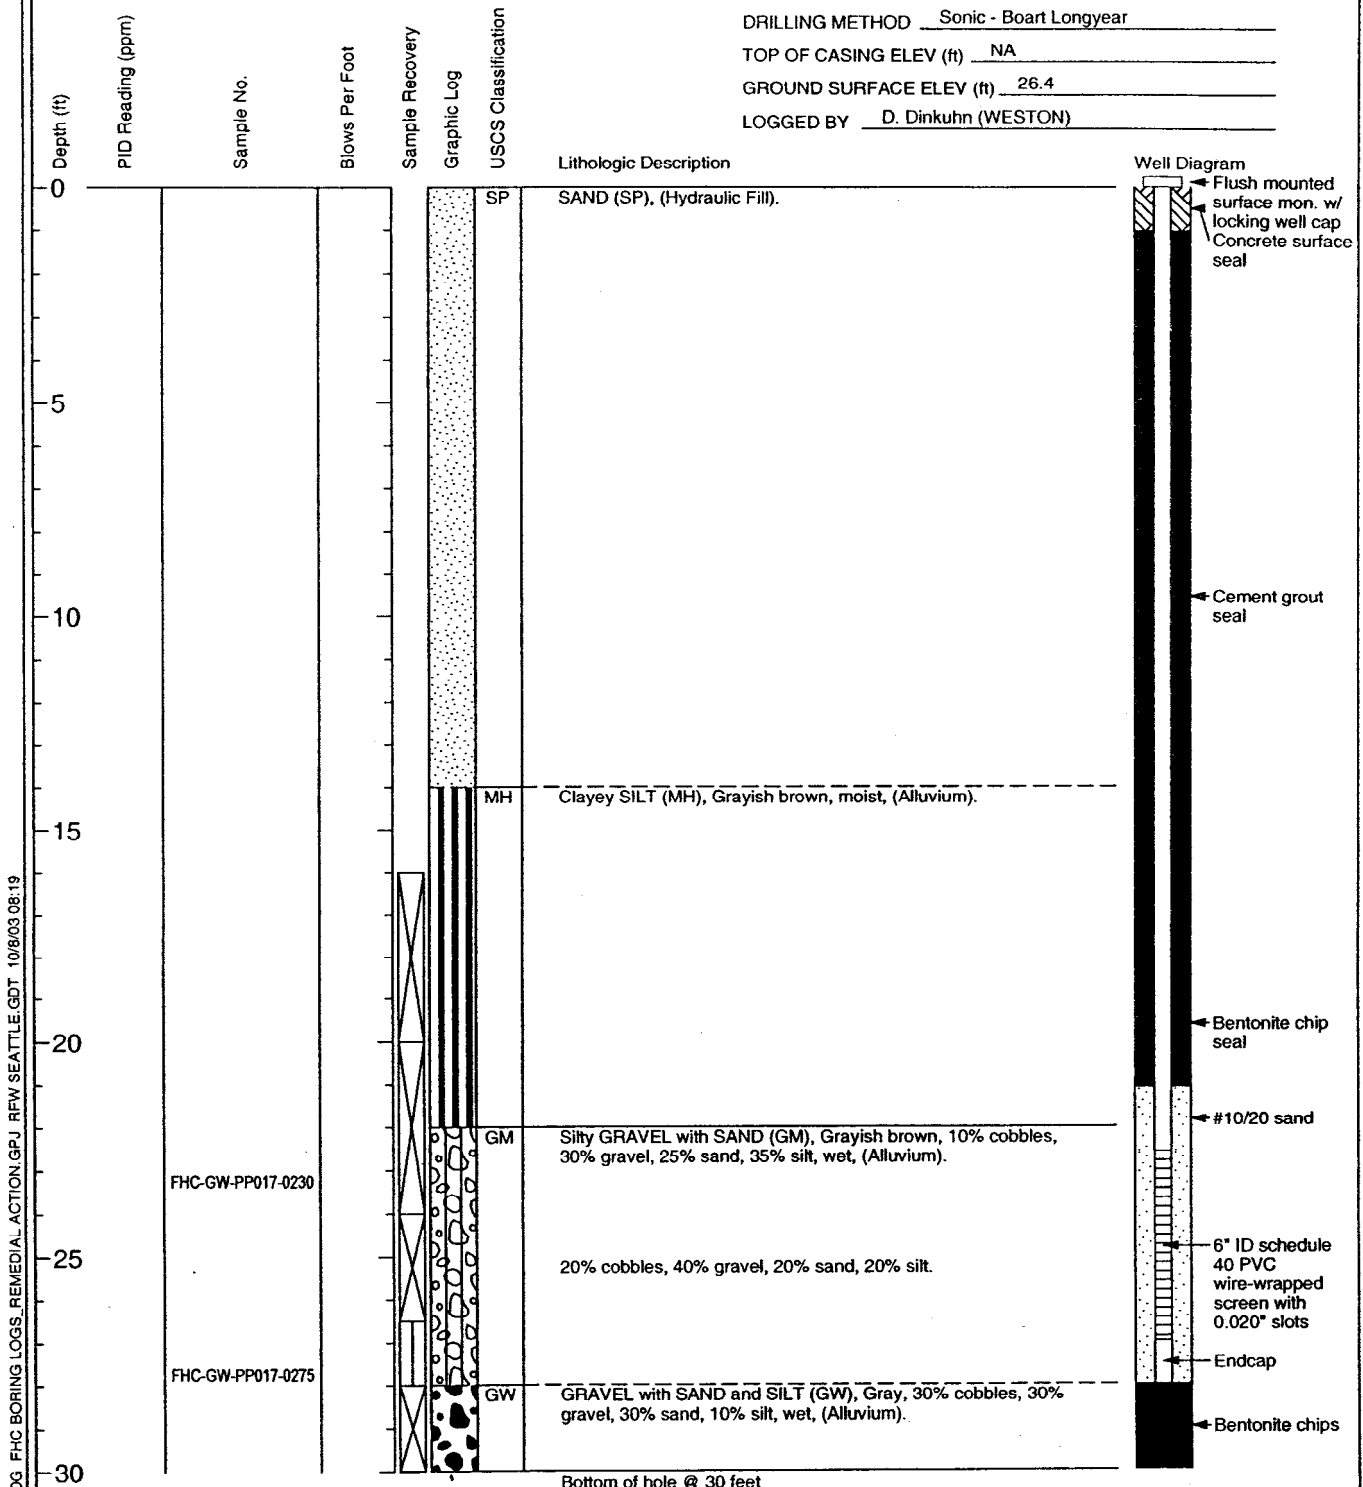 DRILLING METHOD Sonic - Boart Longyear
TOP OF CASING ELEV (ft) NA
GROUND SURFACE ELEV (ft) 26.4
LOGGED BY D. Dinkuhn (WESTON)
Depth (ft)
PID Reading (ppm)
Sample No.
Blows Per Foot
Sample Recovery
Graphic Log
USCS Classification
Lithologic Description
Well Diagram
0
SP
SAND (SP), (Hydraulic Fill).
Flush mounted
surface mon. w/
locking well cap
Concrete surface
seal
5
10
Cement grout
seal
MH
Clayey SILT (MH), Grayish brown, moist, (Alluvium).
15
20
Bentonite chip
seal
#10/20 sand
GM
Silty GRAVEL with SAND (GM), Grayish brown, 10% cobbles,
30% gravel, 25% sand, 35% silt, wet, (Alluvium).
FHC-GW-PP017-0230
25
20% cobbles, 40% gravel, 20% sand, 20% silt.
6" ID schedule
40 PVC
wire-wrapped
screen with
0.020" slots
Endcap
FHC-GW-PP017-0275
GW
GRAVEL with SAND and SILT (GW), Gray, 30% cobbles, 30%
gravel, 30% sand, 10% silt, wet, (Alluvium).
Bentonite chips
30
Bottom of hole @ 30 feet
FHC BORING LOGS_REMEDIAL ACTION.GPJ RFW SEATTLE.GDT 10/8/03 08:19